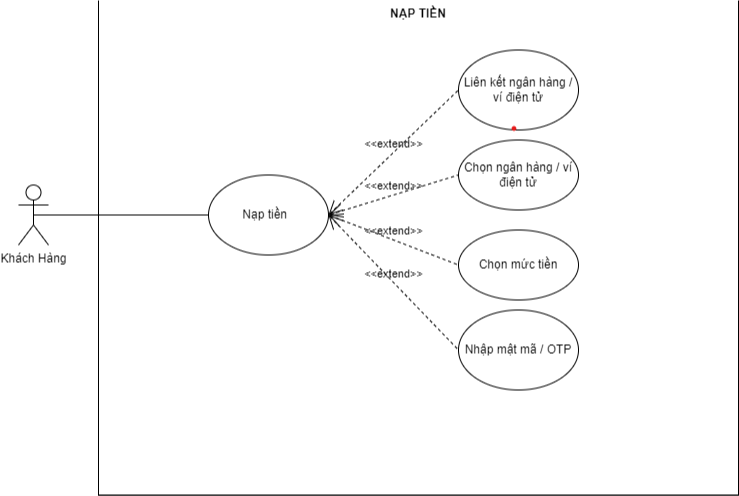 NẠP TIỀN
Liên kết ngân hàng /
ví điện tử
<<extend>>
Chọn ngân hàng / ví
điện tử
<<extend>>
Nạp tiền
<<extend>>
Khách Hàng
Chọn mức tiền
<<extend>>
Nhập mật mã / OTP